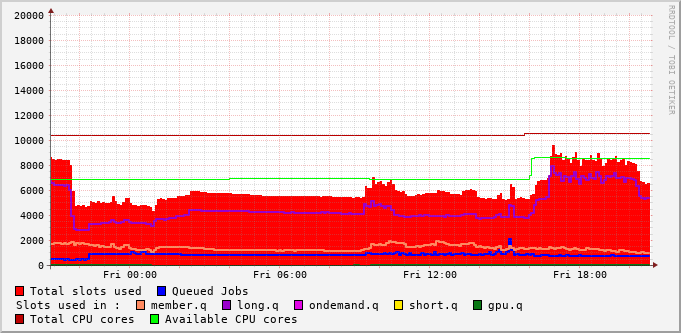 20000
18000
16000
14000
12000
10000
8000
6000
4000
2000
0
Fri 00:00 Fri 06:00 Fri 12:00 Fri 18:00
RRDTOOL / TOBI OETIKER
Total slots used Queued Jobs
Slots used in : member.q long.q ondemand.q short.q gpu.q
Total CPU cores Available CPU cores